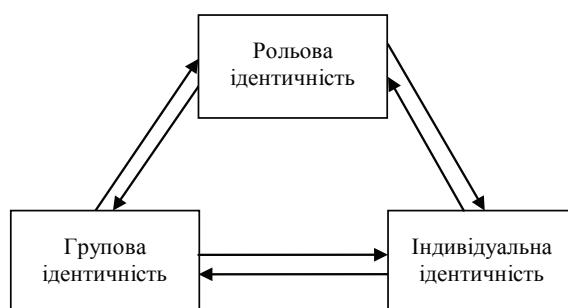 Рольова
ідентичність
Групова
ідентичність
Індивідуальна
ідентичність